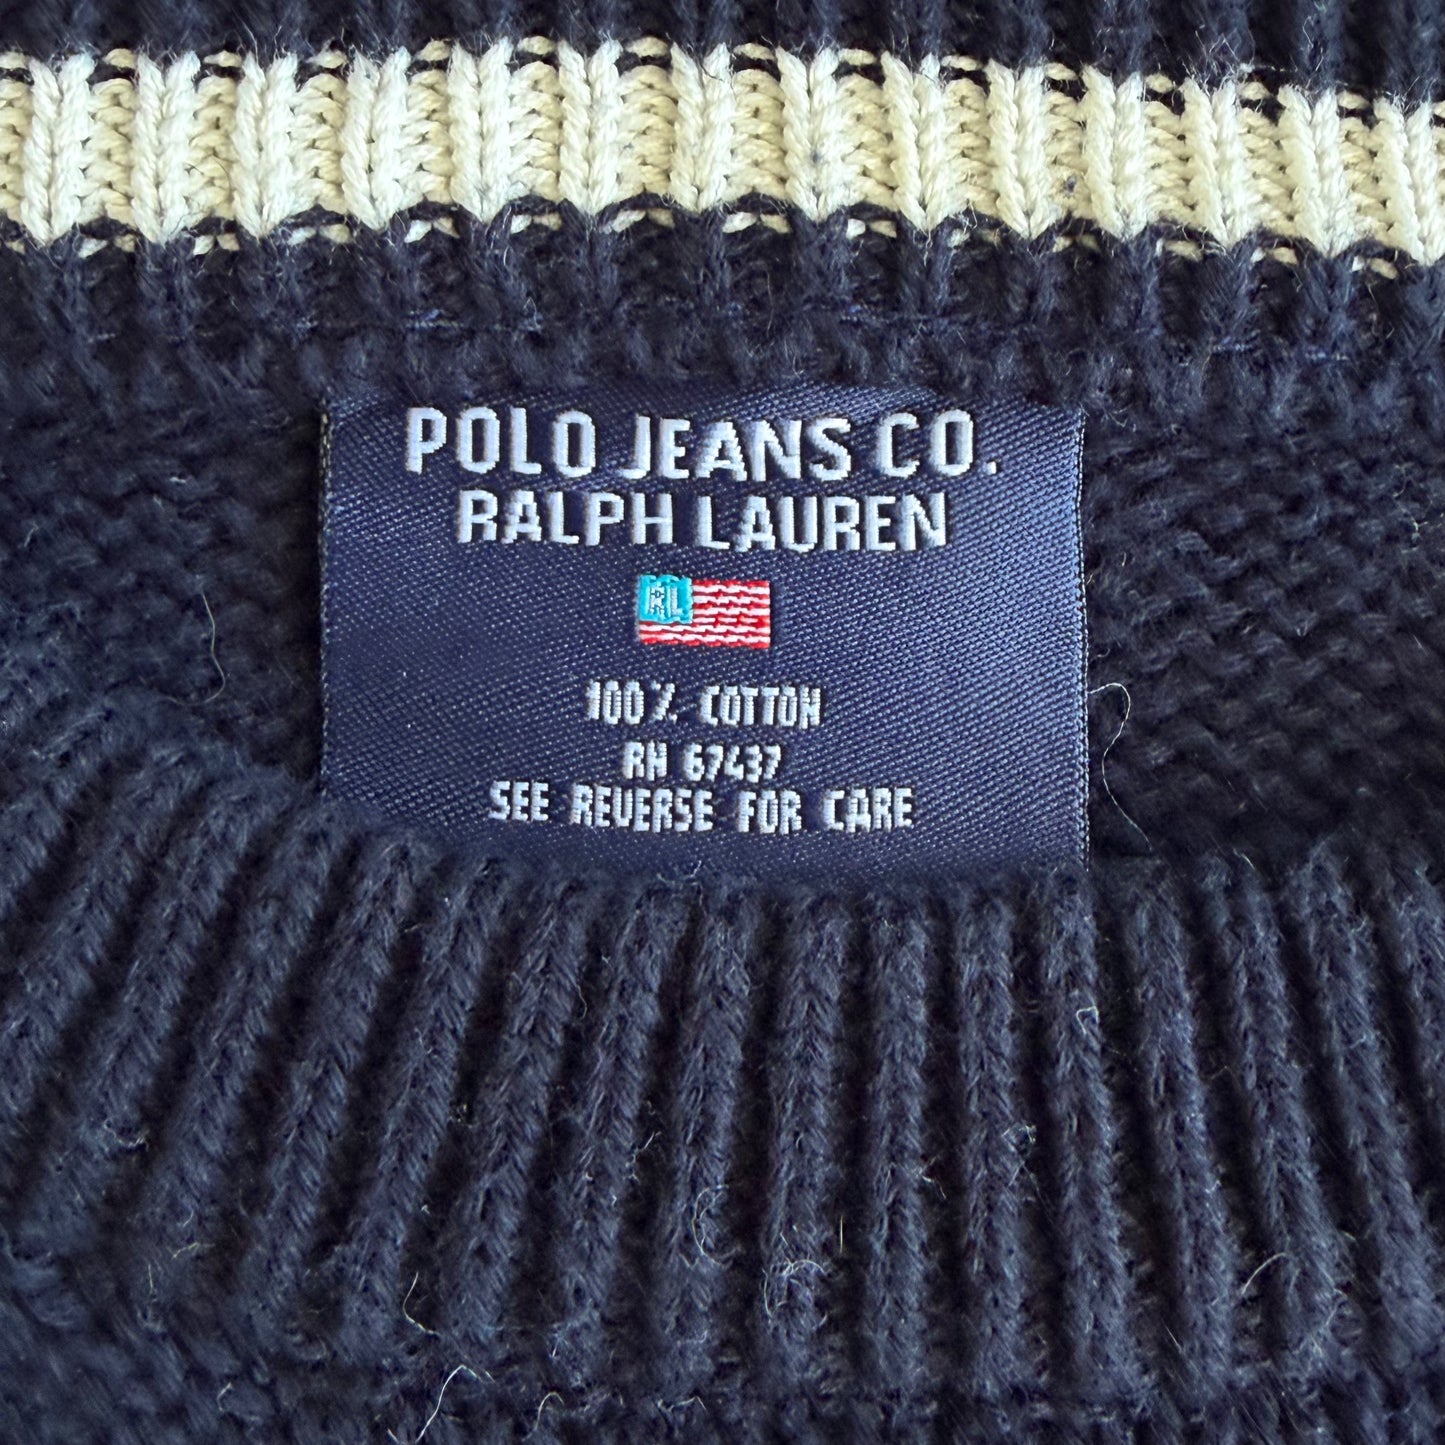 POLO JEANS CO.
RALPH LAUREN
RL
100% COTTON
RN 67437
SEE REVERSE FOR CARE